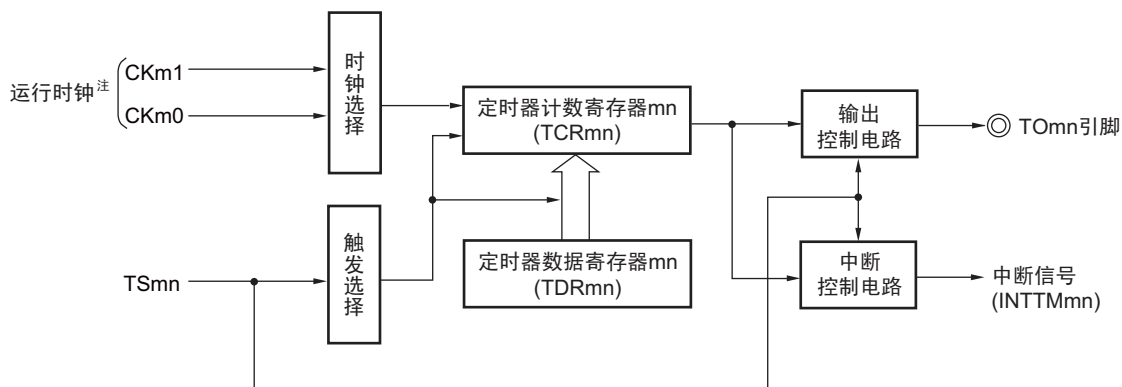 运行时钟注
CKm1
CKm0
时钟选择
定时器计数寄存器mn
(TCRmn)
输出
控制电路
TOmn引脚
TSmn
触发选择
定时器数据寄存器mn
(TDRmn)
中断
控制电路
中断信号
(INTTMmn)